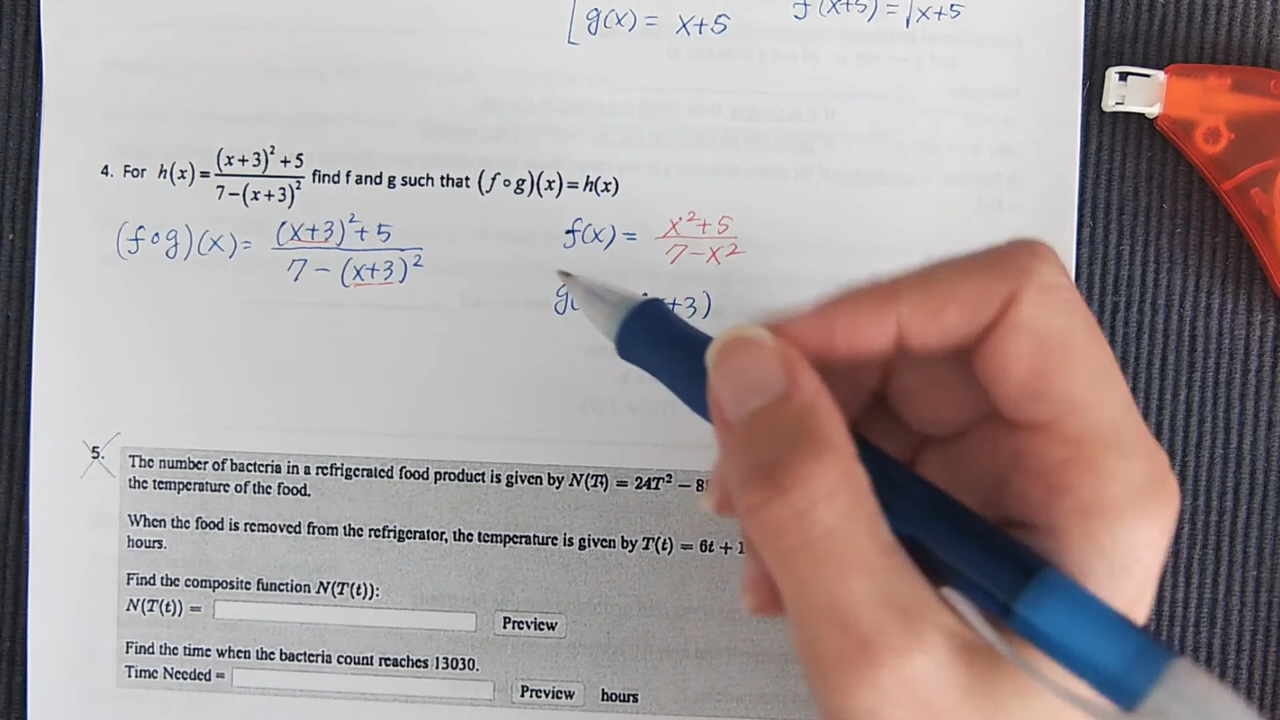 g(x) = x+5
f(x+5) = √x+5
4. For h(x) = ((x+3)² + 5)/(7−(x+3)²) find f and g such that (f∘g)(x) = h(x)
(f∘g)(x) = ((x+3)² + 5)/(7 − (x+3)²)
f(x) = (x²+5)/(7−x²)
g( +3)
5.
The number of bacteria in a refrigerated food product is given by N(T) = 24T² − 8
the temperature of the food.
When the food is removed from the refrigerator, the temperature is given by T(t) = 6t + 1
hours.
Find the composite function N(T(t)):
N(T(t)) =
Preview
Find the time when the bacteria count reaches 13030.
Time Needed =
Preview hours